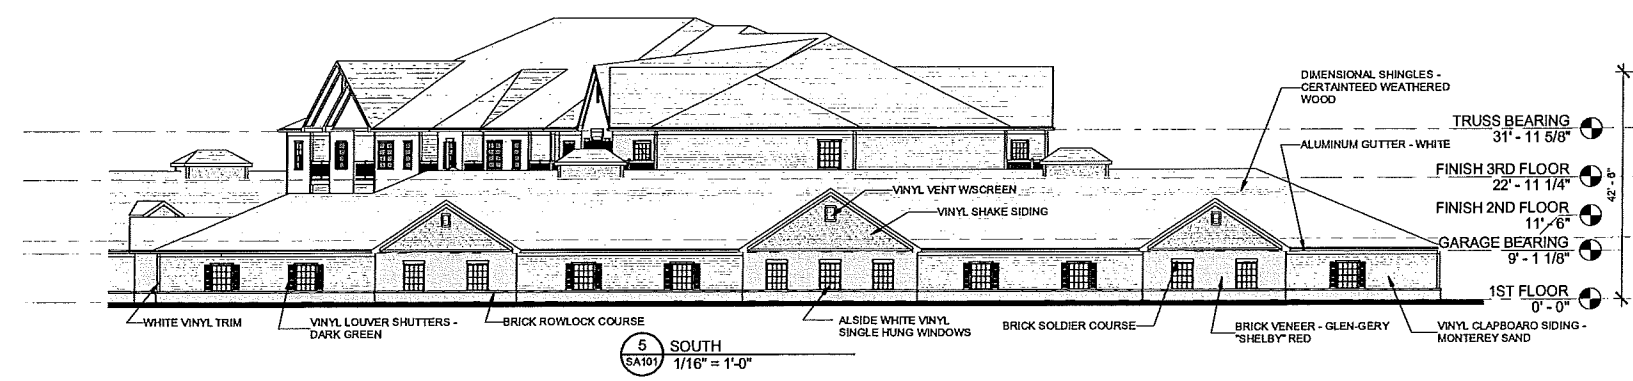 DIMENSIONAL SHINGLES -
CERTAINTEED WEATHERED
WOOD
TRUSS BEARING
31' - 11 5/8"
ALUMINUM GUTTER - WHITE
FINISH 3RD FLOOR
22' - 11 1/4"
42' - 6"
VINYL VENT W/SCREEN
VINYL SHAKE SIDING
FINISH 2ND FLOOR
11' - 6"
GARAGE BEARING
9' - 1 1/8"
1ST FLOOR
0' - 0"
WHITE VINYL TRIM
VINYL LOUVER SHUTTERS -
DARK GREEN
BRICK ROWLOCK COURSE
ALSIDE WHITE VINYL
SINGLE HUNG WINDOWS
BRICK SOLDIER COURSE
BRICK VENEER - GLEN-GERY
"SHELBY" RED
VINYL CLAPBOARD SIDING -
MONTEREY SAND
5
SA101
SOUTH
1/16" = 1'-0"